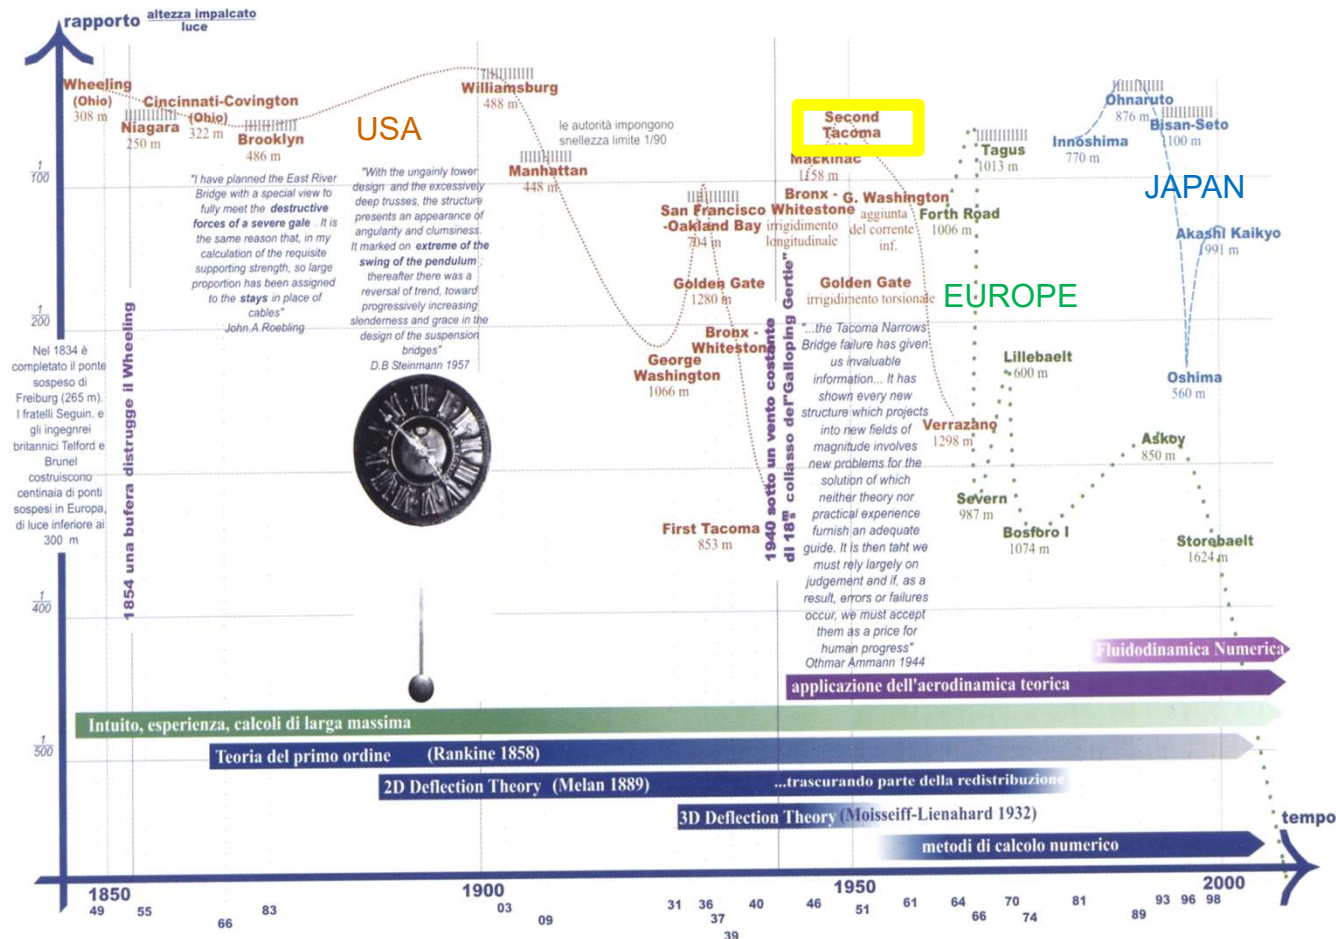 rapporto altezza impalcato
luce
Wheeling
(Ohio)
308 m
Niagara
250 m
Cincinnati-Covington
(Ohio)
322 m
Brooklyn
486 m
USA
Williamsburg
488 m
le autorità impongono
snellezza limite 1/90
Manhattan
448 m
"I have planned the East River
Bridge with a special view to
fully meet the destructive
forces of a severe gale . It is
the same reason that, in my
calculation of the requisite
supporting strength, so large
proportion has been assigned
to the stays in place of
cables"
John.A.Roebling
"With the ungainly tower
design and the excessively
deep trusses, the structure
presents an appearance of
angularity and clumsiness.
It marked on extreme of the
swing of the pendulum ;
thereafter there was a
reversal of trend, toward
progressively increasing
slenderness and grace in the
design of the suspension
bridges"
D.B Steinmann 1957
San Francisco
-Oakland Bay
704 m
Golden Gate
1280 m
Bronx -
Whitestone
George
Washington
1066 m
First Tacoma
853 m
Second
Tacoma
Mackinac
1158 m
Bronx -
Whitestone
irrigidimento
longitudinale
G. Washington
aggiunta
del corrente
inf.
Golden Gate
irrigidimento torsionale
"...the Tacoma Narrows
Bridge failure has given
us invaluable
information... It has
shown every new
structure which projects
into new fields of
magnitude involves
new problems for the
solution of which
neither theory nor
practical experience
furnish an adequate
guide. It is then taht we
must rely largely on
judgement and if, as a
result, errors or failures
occur, we must accept
them as a price for
human progress"
Othmar Ammann 1944
Verrazano
1298 m
EUROPE
Forth Road
1006 m
Tagus
1013 m
Severn
987 m
Lillebaelt
600 m
Bosforo I
1074 m
Askoy
850 m
Storebaelt
1624 m
JAPAN
Innoshima
770 m
Ohnaruto
876 m
Bisan-Seto
1100 m
Akashi Kaikyo
1991 m
Oshima
560 m
1
100
1
200
1
400
1
500
Nel 1834 è
completato il ponte
sospeso di
Freiburg (265 m).
I fratelli Seguin, e
gli ingegnrei
britannici Telford e
Brunel
costruiscono
centinaia di ponti
sospesi in Europa,
di luce inferiore ai
300 m
1854 una bufera distrugge il Wheeling
1940 sotto un vento costante
di 18m collasso del"Galloping Gertie"
Fluidodinamica Numerica
applicazione dell'aerodinamica teorica
Intuito, esperienza, calcoli di larga massima
Teoria del primo ordine (Rankine 1858)
2D Deflection Theory (Melan 1889) ...trascurando parte della redistribuzione
3D Deflection Theory (Moisseiff-Lienahard 1932)
metodi di calcolo numerico
tempo
1850 1900 1950 2000
49 55 66 83 03 09 31 36 37 39 40 46 51 61 64 66 70 74 81 89 93 96 98